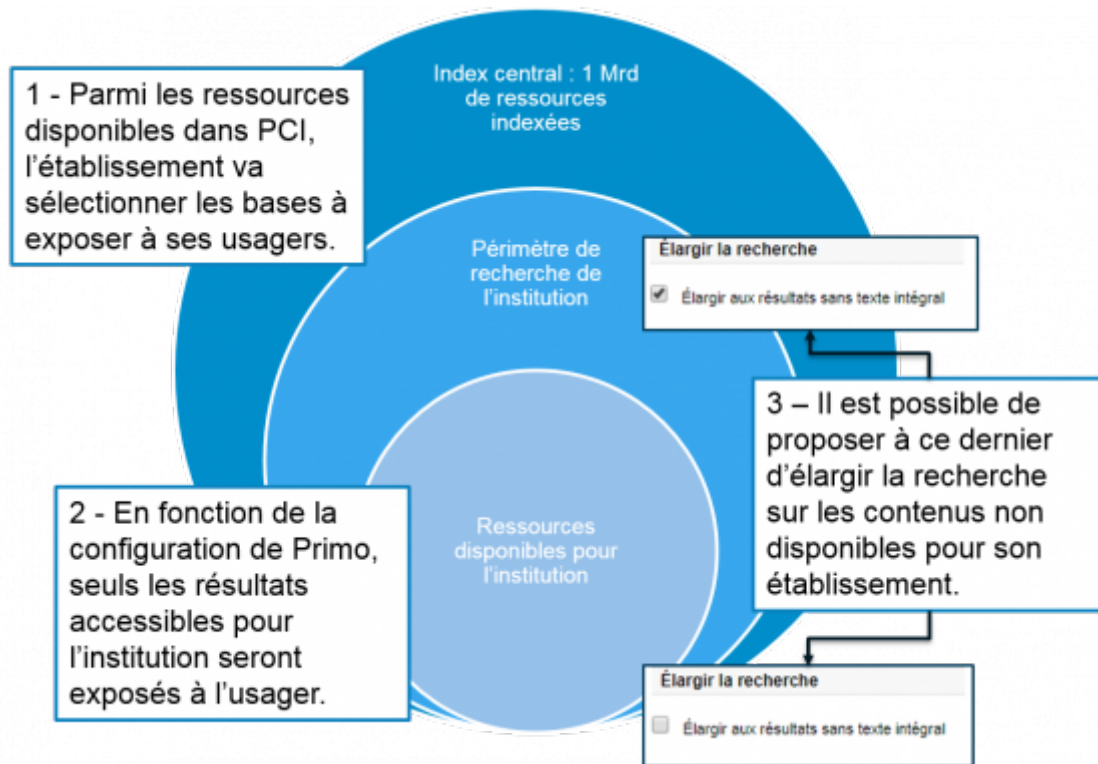 Index central : 1 Mrd
de ressources
indexées
1 - Parmi les ressources
disponibles dans PCI,
l'établissement va
sélectionner les bases à
exposer à ses usagers.
Périmètre de
recherche de
l'institution
Élargir la recherche
Élargir aux résultats sans texte intégral
3 – Il est possible de
proposer à ce dernier
d'élargir la recherche
sur les contenus non
disponibles pour son
établissement.
2 - En fonction de la
configuration de Primo,
seuls les résultats
accessibles pour
l'institution seront
exposés à l'usager.
Ressources
disponibles pour
l'institution
Élargir la recherche
Élargir aux résultats sans texte intégral